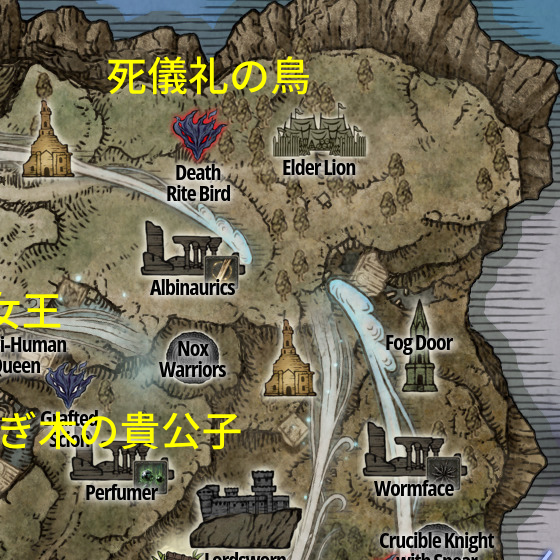 死儀礼の鳥
Death
Rite Bird
Elder Lion
Albinaurics
女王
i-Human
Queen
Nox
Warriors
Fog Door
Grafted
Scion
ぎ木の貴公子
Perfumer
Wormface
Lordsworn
Crucible Knight
with Spear